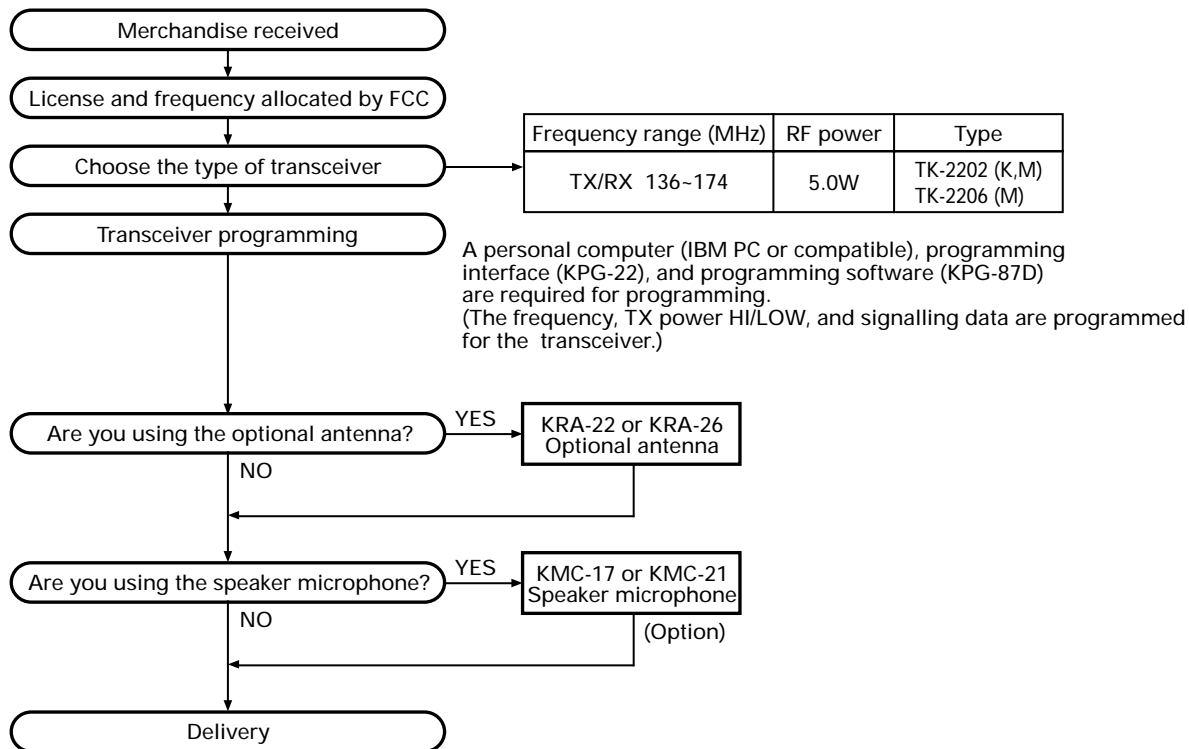 Merchandise received
License and frequency allocated by FCC
Choose the type of transceiver
Frequency range (MHz) RF power Type
TX/RX 136~174 5.0W TK-2202 (K,M)
TK-2206 (M)
Transceiver programming
A personal computer (IBM PC or compatible), programming
interface (KPG-22), and programming software (KPG-87D)
are required for programming.
(The frequency, TX power HI/LOW, and signalling data are programmed
for the transceiver.)
Are you using the optional antenna?
YES
KRA-22 or KRA-26
Optional antenna
NO
Are you using the speaker microphone?
YES
KMC-17 or KMC-21
Speaker microphone
(Option)
NO
Delivery